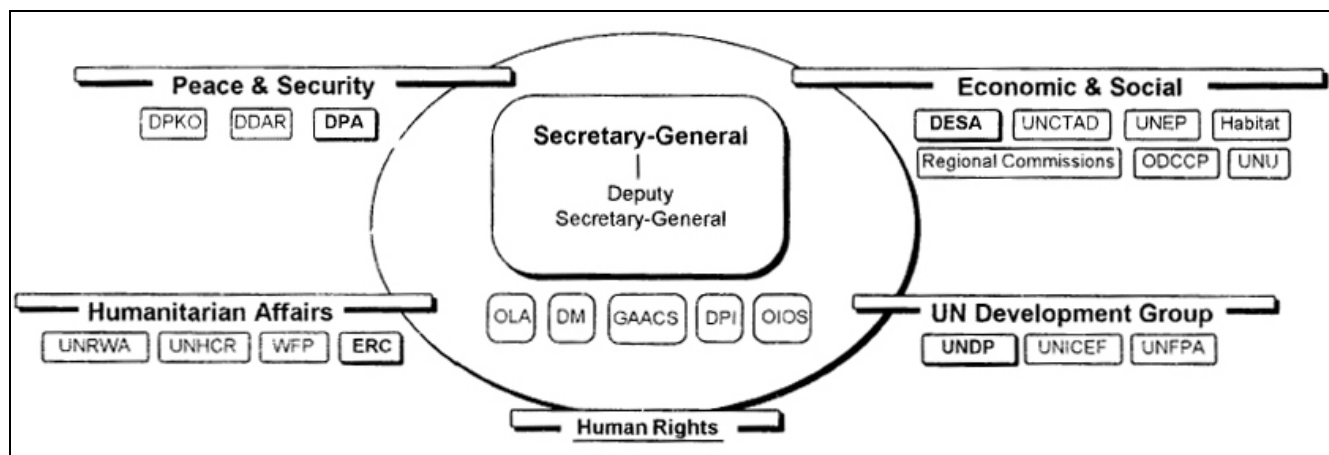 Peace & Security
DPKO DDAR DPA
Economic & Social
DESA UNCTAD UNEP Habitat
Regional Commissions ODCCP UNU
Secretary-General
Deputy
Secretary-General
OLA DM GAACS DPI OIOS
Humanitarian Affairs
UNRWA UNHCR WFP ERC
UN Development Group
UNDP UNICEF UNFPA
Human Rights